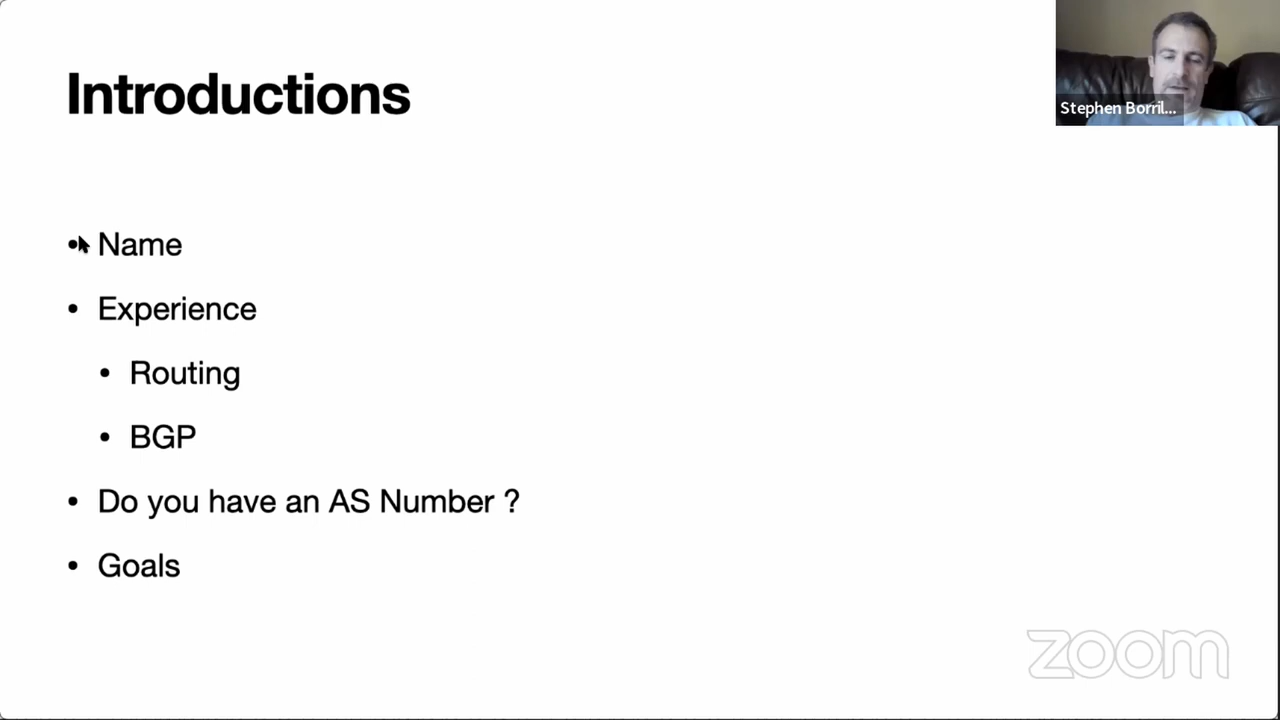 Introductions
Stephen Borril...
• Name
• Experience
• Routing
• BGP
• Do you have an AS Number ?
• Goals
zoom